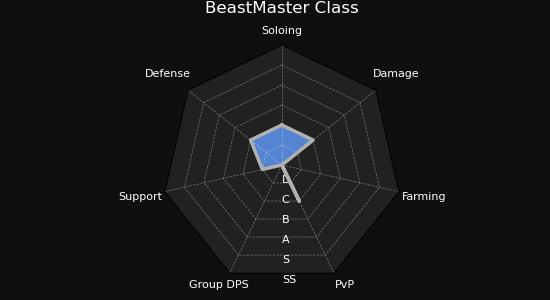 BeastMaster Class
Soloing
Defense
Damage
Support
Farming
D
C
B
A
S
SS
Group DPS
PvP